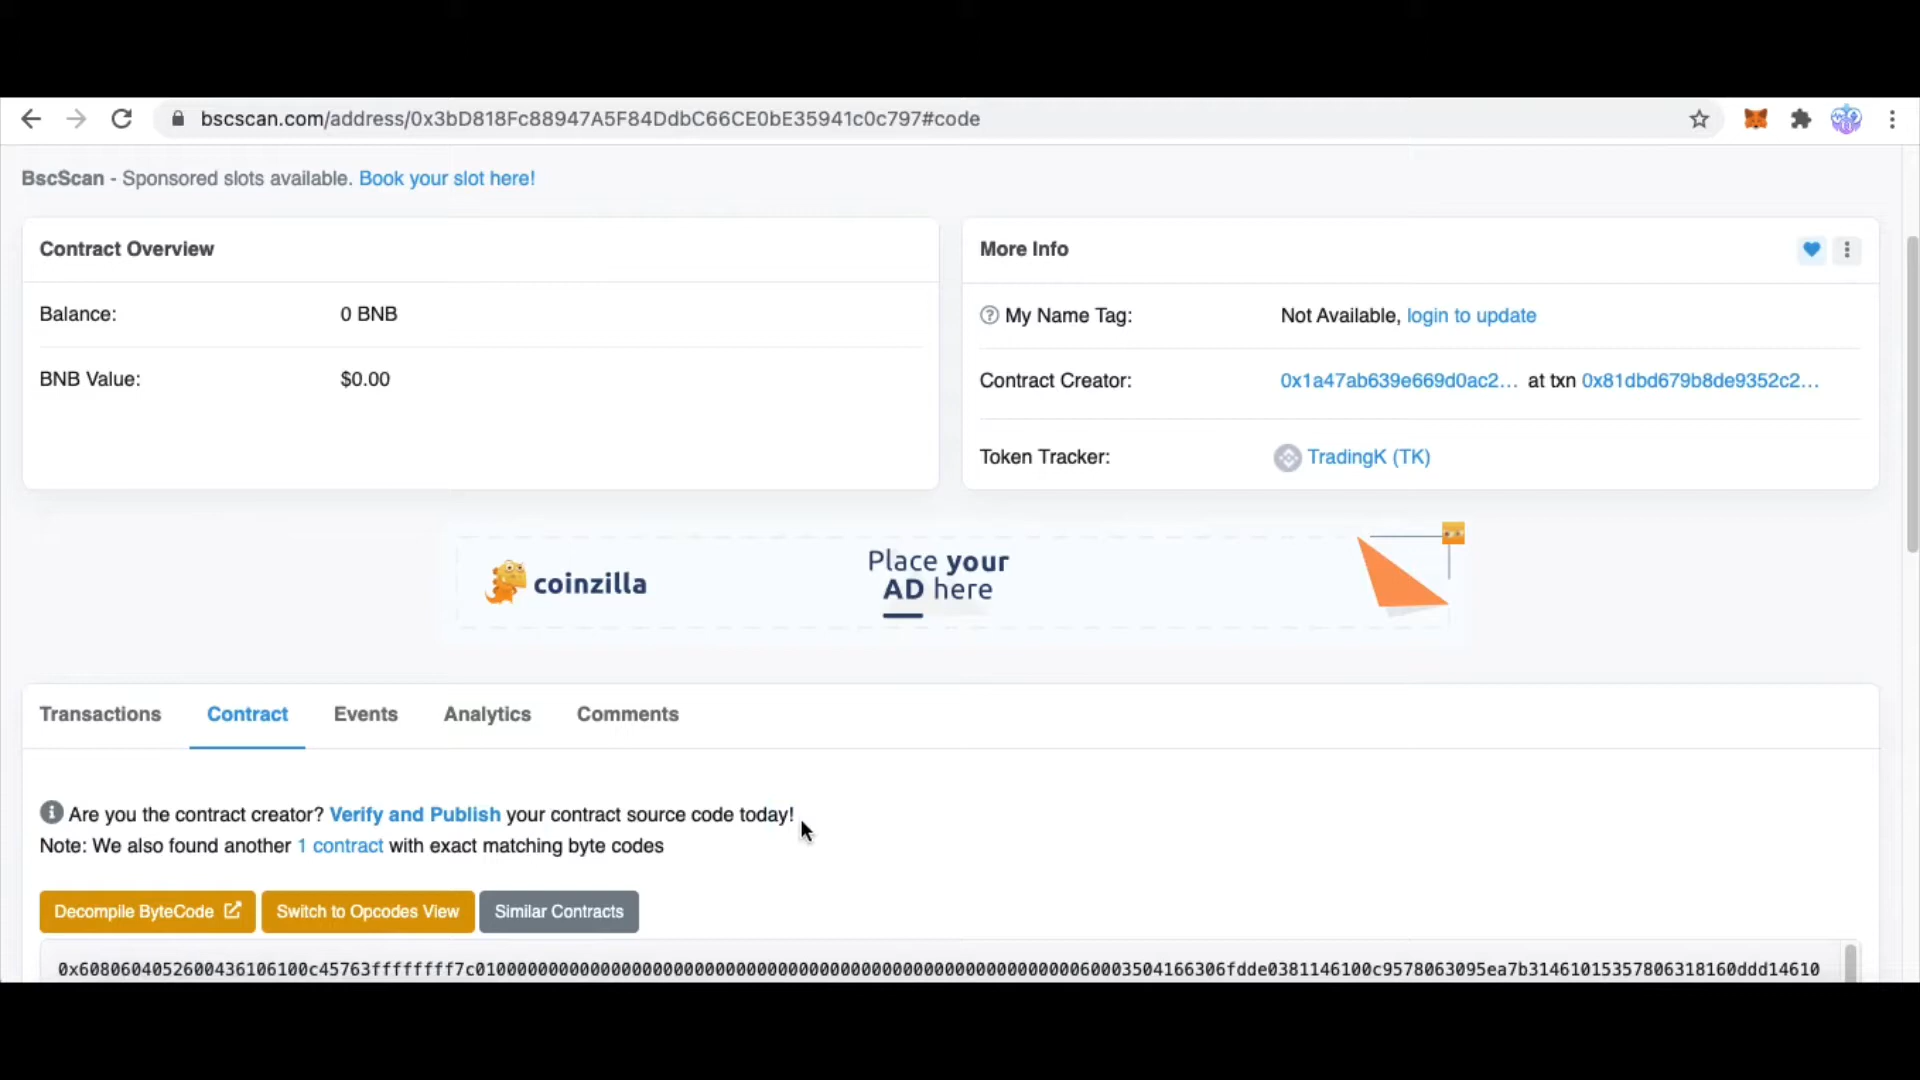 bscscan.com/address/0x3bD818Fc88947A5F84DdbC66CE0bE35941c0c797#code
BscScan - Sponsored slots available. Book your slot here!
Contract Overview
Balance: 0 BNB
BNB Value: $0.00
More Info
My Name Tag: Not Available, login to update
Contract Creator: 0x1a47ab639e669d0ac2... at txn 0x81dbd679b8de9352c2...
Token Tracker: TradingK (TK)
coinzilla
Place your
AD here
Transactions Contract Events Analytics Comments
Are you the contract creator? Verify and Publish your contract source code today!
Note: We also found another 1 contract with exact matching byte codes
Decompile ByteCode Switch to Opcodes View Similar Contracts